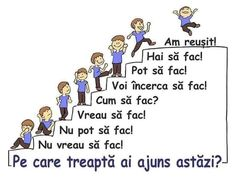 Am reușit!
Hai să fac!
Pot să fac!
Voi încerca să fac!
Cum să fac?
Vreau să fac!
Nu pot să fac!
Nu vreau să fac!
Pe care treaptă ai ajuns astăzi?